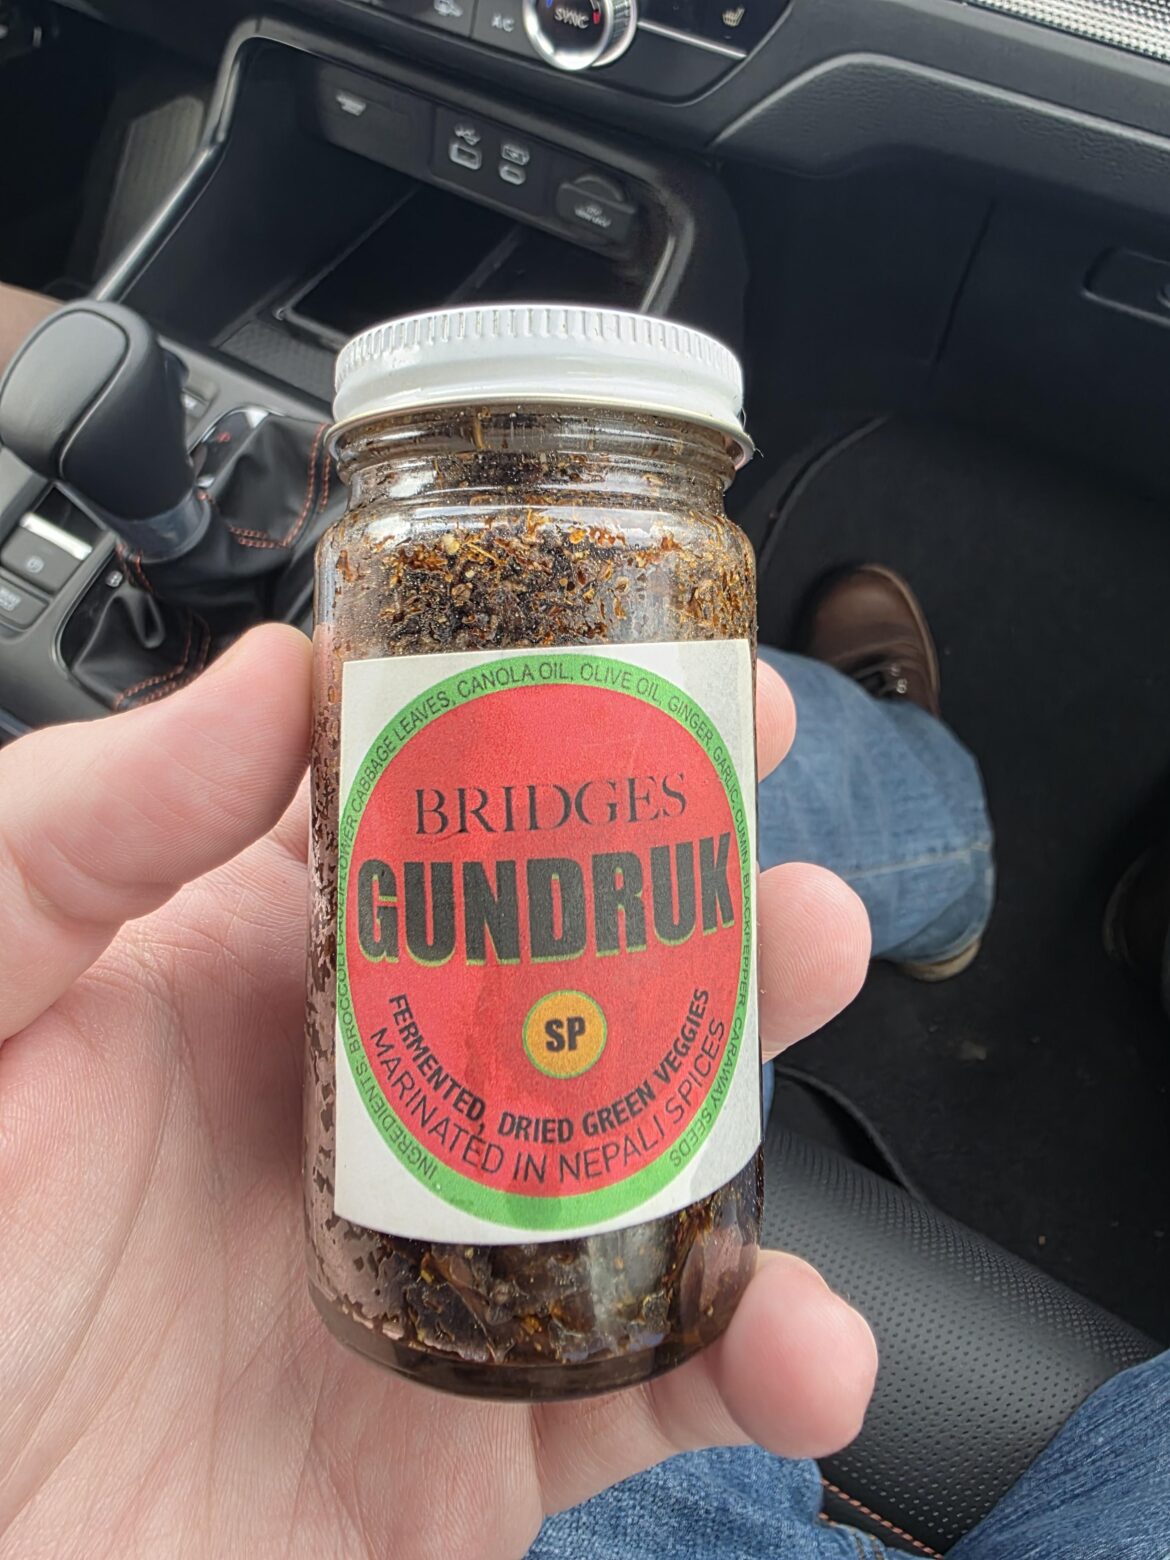 SYNC
A/C
BRIDGES
GUNDRUK
SP
FERMENTED, DRIED GREEN VEGGIES
MARINATED IN NEPALI SPICES
INGREDIENTS: BROCCOLI, CAULIFLOWER, CABBAGE LEAVES, CANOLA OIL, OLIVE OIL, GINGER, GARLIC, CUMIN, BLACKPEPPER, CARAWAY SEEDS